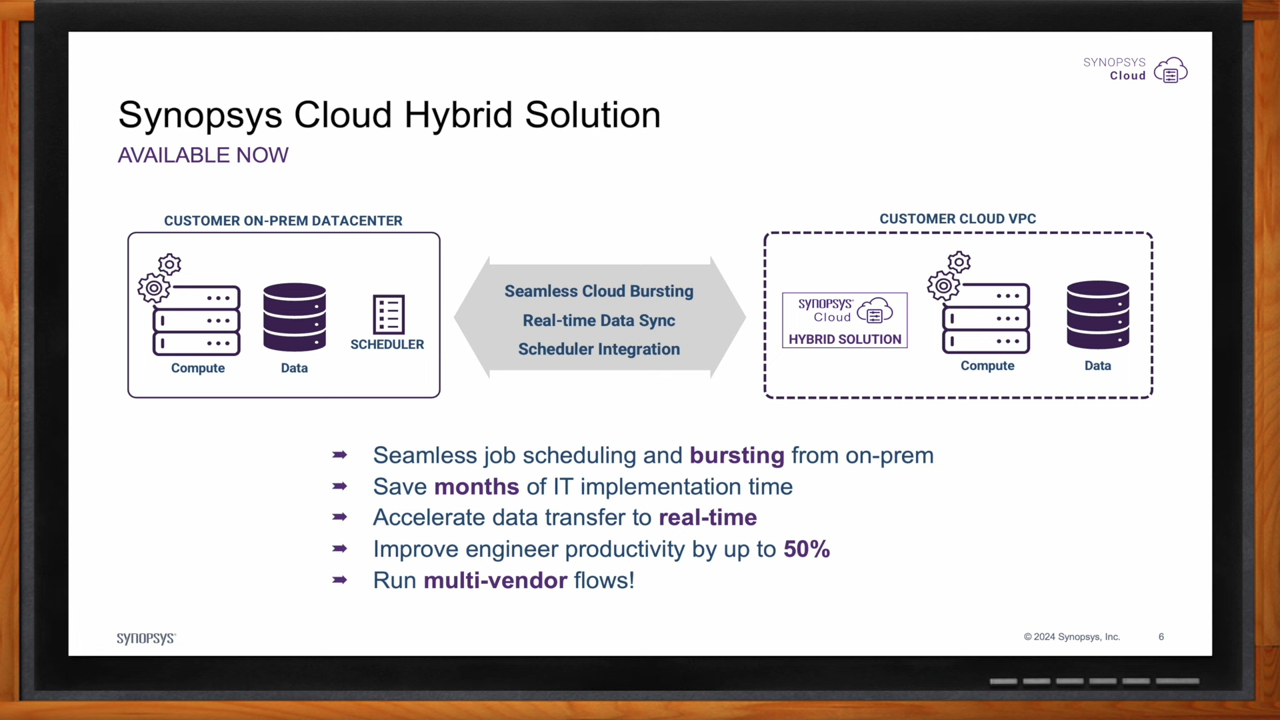 SYNOPSYS
Cloud
Synopsys Cloud Hybrid Solution
AVAILABLE NOW
CUSTOMER ON-PREM DATACENTER
Compute
Data
SCHEDULER
Seamless Cloud Bursting
Real-time Data Sync
Scheduler Integration
CUSTOMER CLOUD VPC
SYNOPSYS
Cloud
HYBRID SOLUTION
Compute
Data
➡ Seamless job scheduling and bursting from on-prem
➡ Save months of IT implementation time
➡ Accelerate data transfer to real-time
➡ Improve engineer productivity by up to 50%
➡ Run multi-vendor flows!
SYNOPSYS
© 2024 Synopsys, Inc.
6